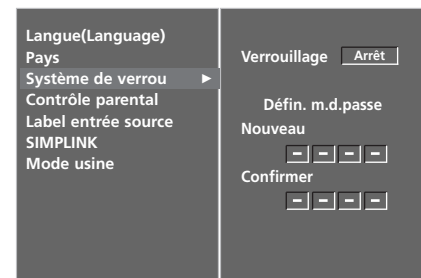 Langue(Language)
Pays
Système de verrou ►
Contrôle parental
Label entrée source
SIMPLINK
Mode usine
Verrouillage Arrêt
Défin. m.d.passe
Nouveau
– – – –
Confirmer
– – – –